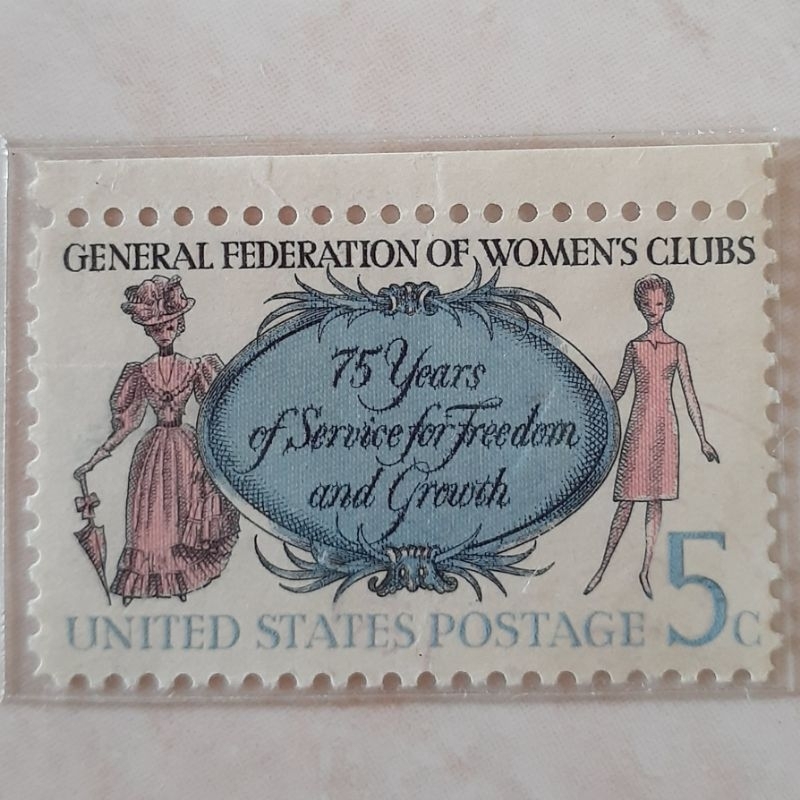 GENERAL FEDERATION OF WOMEN'S CLUBS
75 Years
of Service for Freedom
and Growth
UNITED STATES POSTAGE 5c